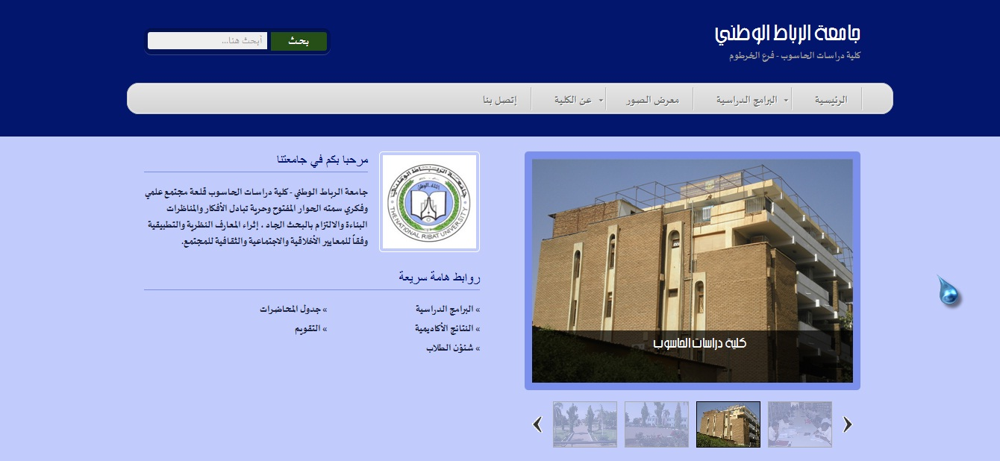 جامعة الرباط الوطني
كلية دراسات الحاسوب - فرع الخرطوم
بحث
أبحث هنا...
الرئيسية
البرامج الدراسية
معرض الصور
عن الكلية
إتصل بنا
كلية دراسات الحاسوب
جامعة الرباط الوطني
THE NATIONAL RIBAT UNIVERSITY
مرحبا بكم في جامعتنا
جامعة الرباط الوطني - كلية دراسات الحاسوب قلعة مجتمع علمي
وفكري سمته الحوار المفتوح وحرية تبادل الأفكار والمناظرات
البناءة والالتزام بالبحث الجاد ، إثراء المعارف النظرية والتطبيقية
وفقاً للمعايير الأخلاقية والاجتماعية والثقافية للمجتمع.
روابط هامة سريعة
» البرامج الدراسية
» النتائج الأكاديمية
» شئون الطلاب
» جدول المحاضرات
» التقويم